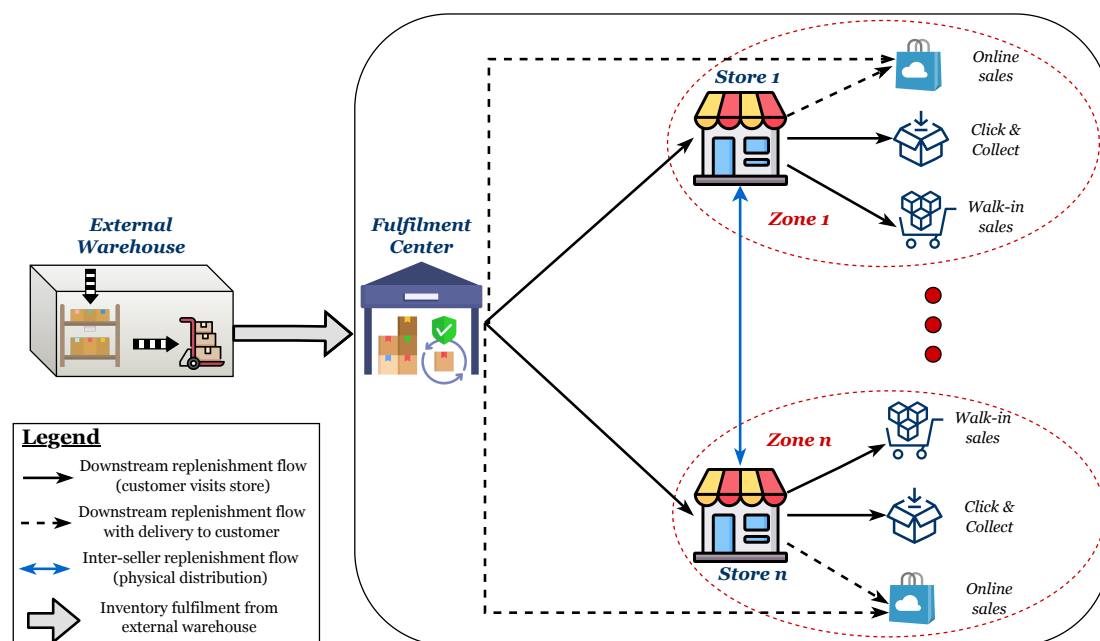 Store 1
Online
sales
Click &
Collect
Walk-in
sales
Zone 1
External
Warehouse
Fulfilment
Center
Zone n
Walk-in
sales
Click &
Collect
Store n
Online
sales
Legend
Downstream replenishment flow
(customer visits store)
Downstream replenishment flow
with delivery to customer
Inter-seller replenishment flow
(physical distribution)
Inventory fulfilment from
external warehouse